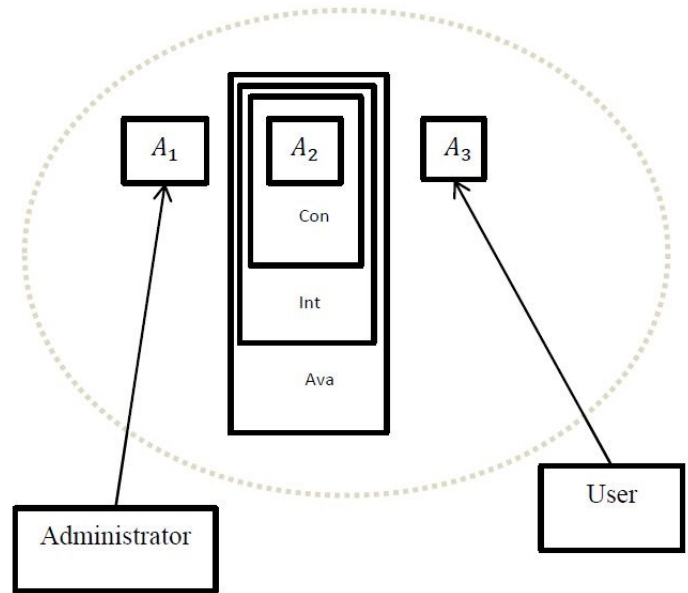 A₁
A₂
A₃
Con
Int
Ava
User
Administrator